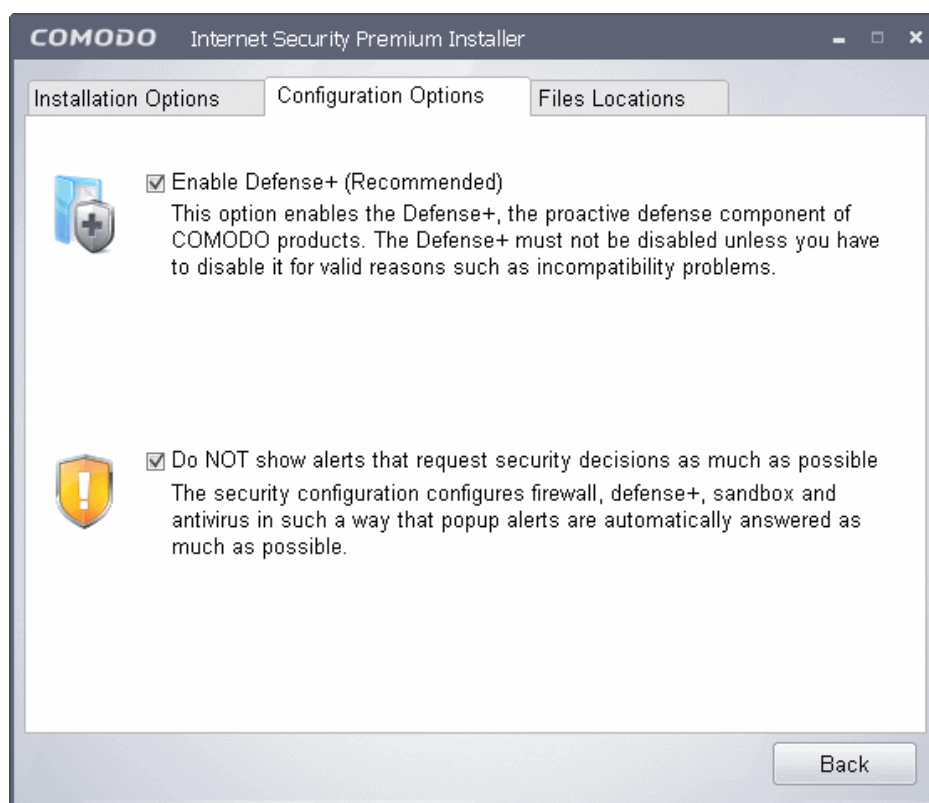 COMODO Internet Security Premium Installer
Installation Options
Configuration Options
Files Locations
Enable Defense+ (Recommended)
This option enables the Defense+, the proactive defense component of
COMODO products. The Defense+ must not be disabled unless you have
to disable it for valid reasons such as incompatibility problems.
Do NOT show alerts that request security decisions as much as possible
The security configuration configures firewall, defense+, sandbox and
antivirus in such a way that popup alerts are automatically answered as
much as possible.
Back